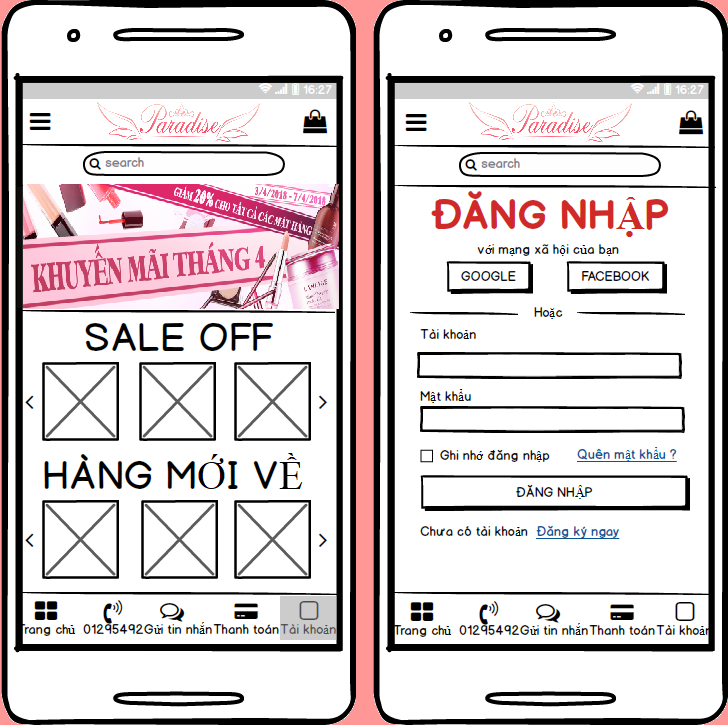 16:27
Paradise
search
3/4/2018 - 7/4/2018
GIẢM 20% CHO TẤT CẢ CÁC MẶT HÀNG
KHUYẾN MÃI THÁNG 4
SALE OFF
HÀNG MỚI VỀ
Trang chủ 01295492 Gửi tin nhắn Thanh toán Tài khoản
16:27
Paradise
search
ĐĂNG NHẬP
với mạng xã hội của bạn
GOOGLE FACEBOOK
Hoặc
Tài khoản
Mật khẩu
Ghi nhớ đăng nhập Quên mật khẩu ?
ĐĂNG NHẬP
Chưa có tài khoản Đăng ký ngay
Trang chủ 01295492 Gửi tin nhắn Thanh toán Tài khoản